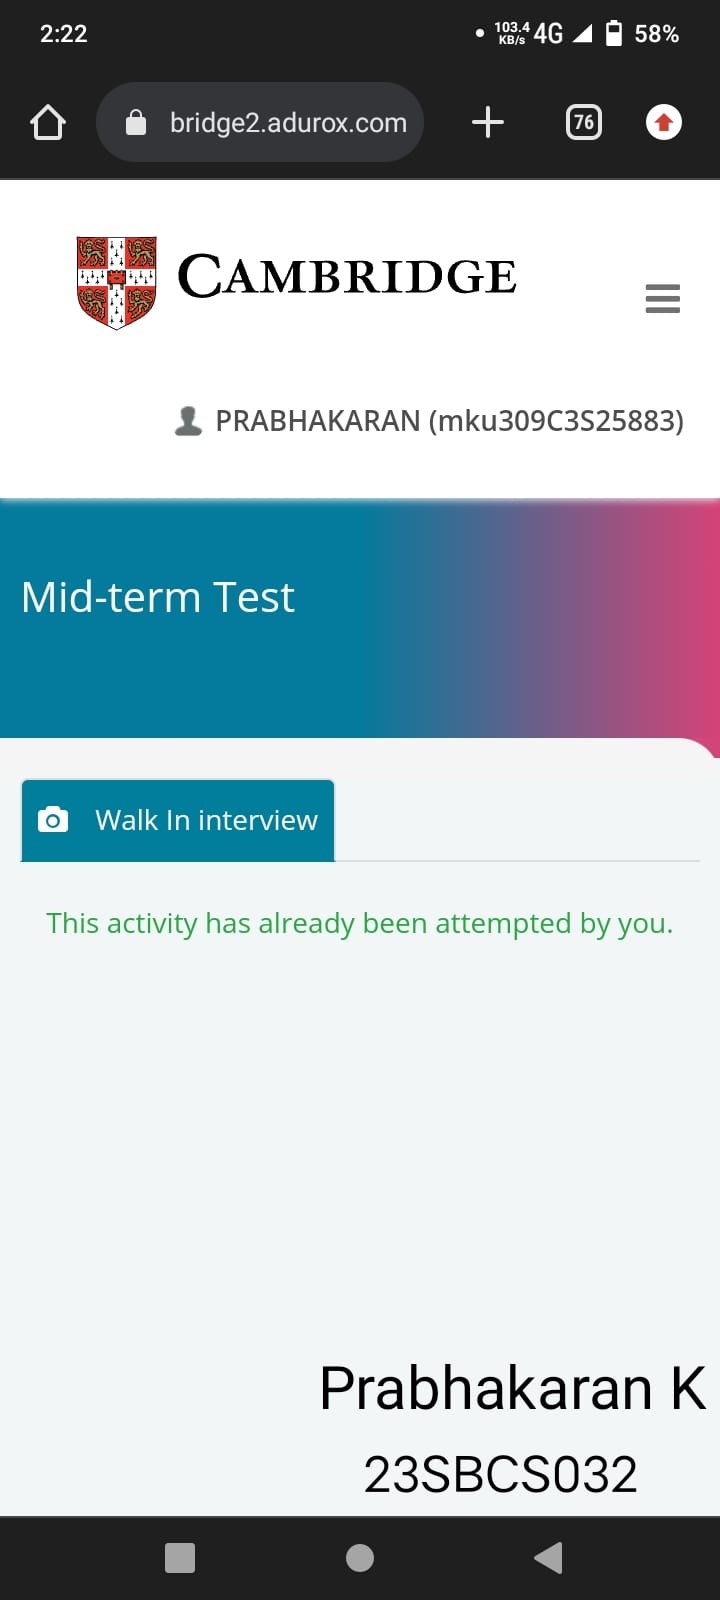 2:22
103.4 KB/s 4G 58%
bridge2.adurox.com
76
CAMBRIDGE
PRABHAKARAN (mku309C3S25883)
Mid-term Test
Walk In interview
This activity has already been attempted by you.
Prabhakaran K
23SBCS032